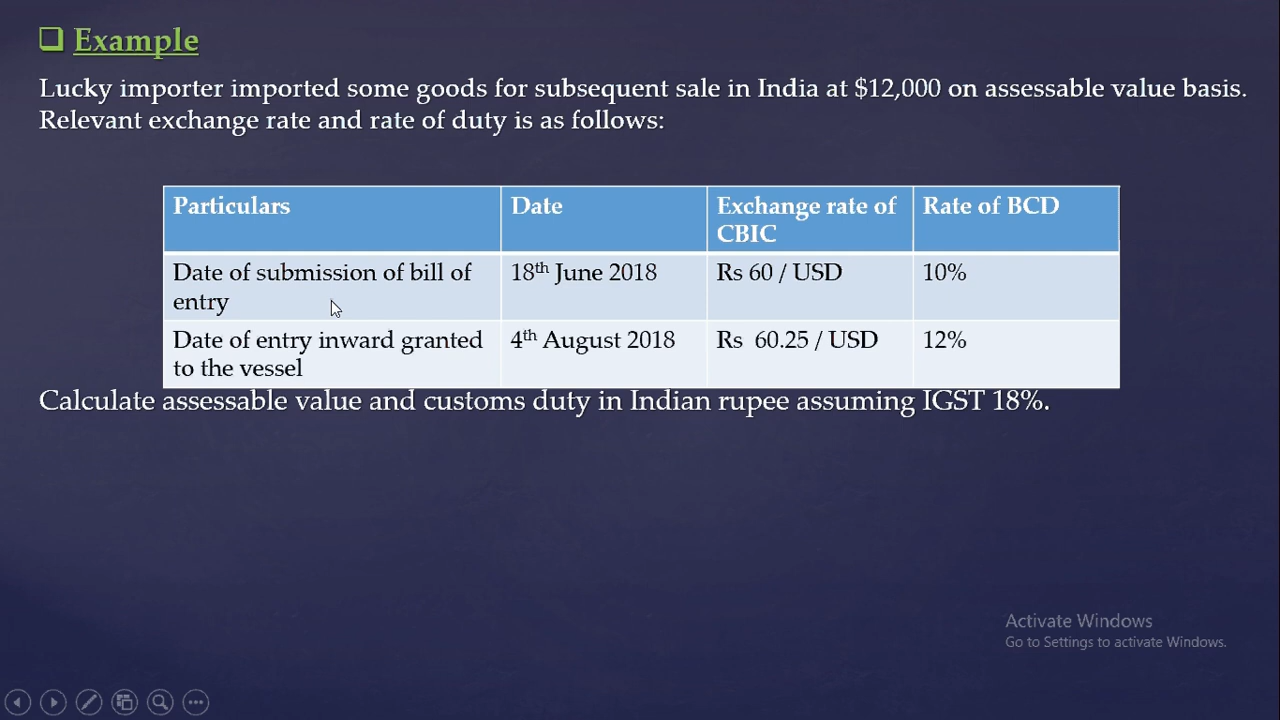 Example
Lucky importer imported some goods for subsequent sale in India at $12,000 on assessable value basis.
Relevant exchange rate and rate of duty is as follows:
Particulars Date Exchange rate of CBIC Rate of BCD
Date of submission of bill of entry 18th June 2018 Rs 60 / USD 10%
Date of entry inward granted to the vessel 4th August 2018 Rs 60.25 / USD 12%
Calculate assessable value and customs duty in Indian rupee assuming IGST 18%.
Activate Windows
Go to Settings to activate Windows.